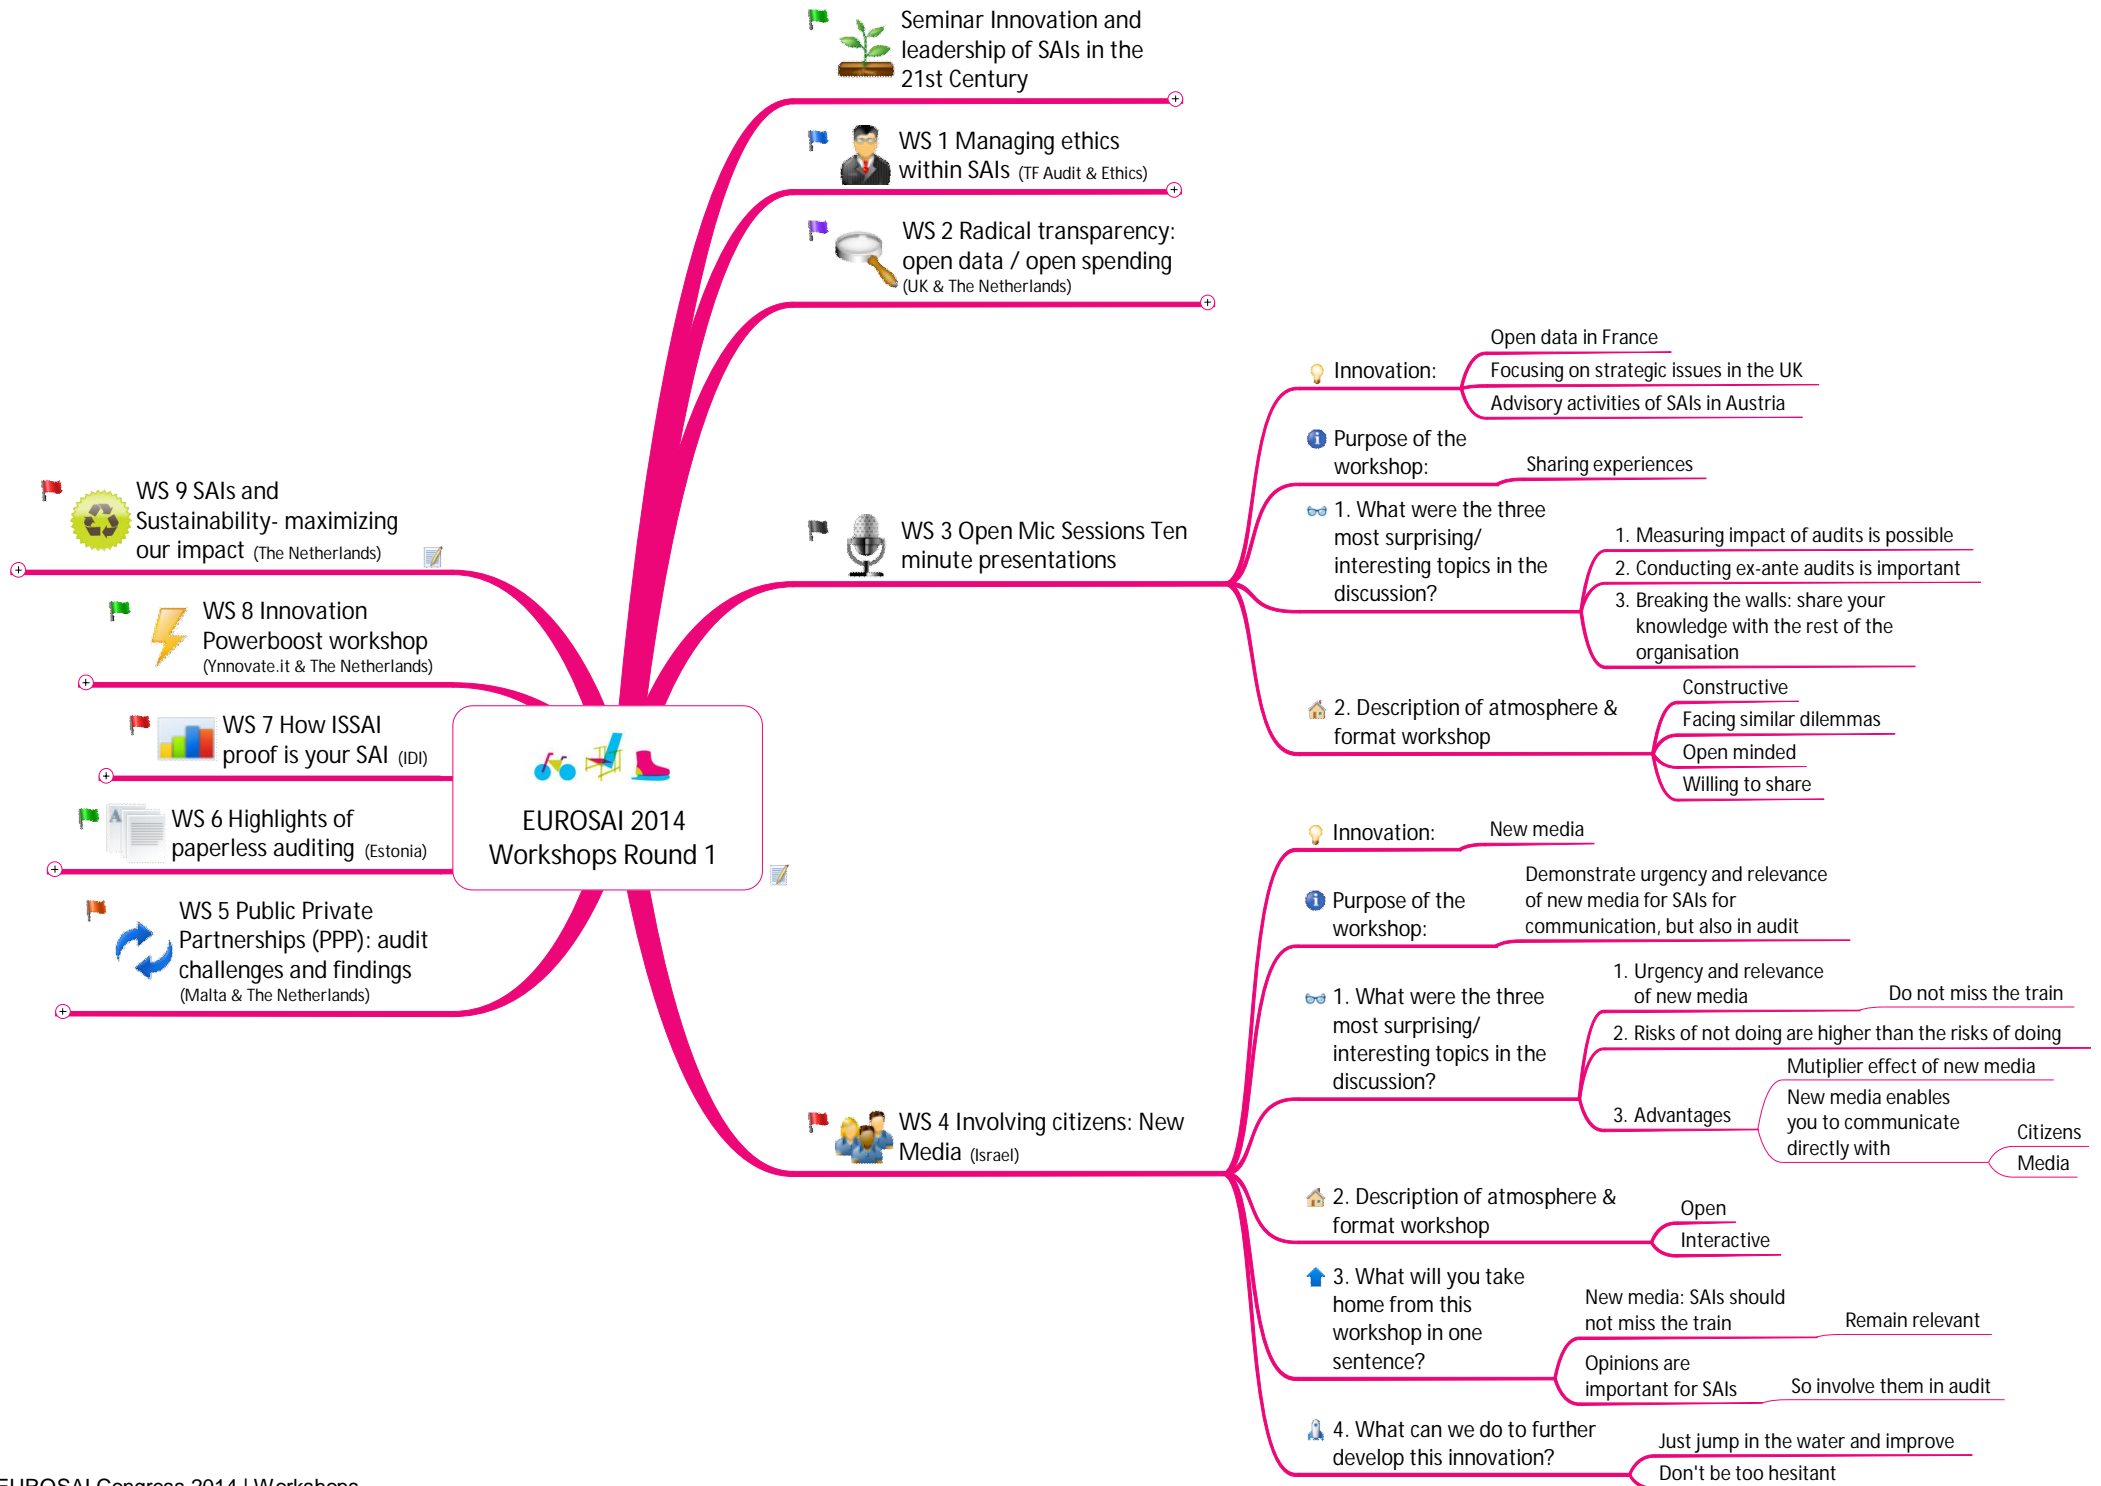 Seminar Innovation and
leadership of SAIs in the
21st Century
WS 1 Managing ethics
within SAIs (TF Audit & Ethics)
WS 2 Radical transparency:
open data / open spending
(UK & The Netherlands)
WS 3 Open Mic Sessions Ten
minute presentations
Innovation:
Open data in France
Focusing on strategic issues in the UK
Advisory activities of SAIs in Austria
Purpose of the
workshop:
Sharing experiences
1. What were the three
most surprising/
interesting topics in the
discussion?
1. Measuring impact of audits is possible
2. Conducting ex-ante audits is important
3. Breaking the walls: share your
knowledge with the rest of the
organisation
2. Description of atmosphere &
format workshop
Constructive
Facing similar dilemmas
Open minded
Willing to share
WS 4 Involving citizens: New
Media (Israel)
Innovation:
New media
Purpose of the
workshop:
Demonstrate urgency and relevance
of new media for SAIs for
communication, but also in audit
1. What were the three
most surprising/
interesting topics in the
discussion?
1. Urgency and relevance
of new media
Do not miss the train
2. Risks of not doing are higher than the risks of doing
3. Advantages
Mutiplier effect of new media
New media enables
you to communicate
directly with
Citizens
Media
2. Description of atmosphere &
format workshop
Open
Interactive
3. What will you take
home from this
workshop in one
sentence?
New media: SAIs should
not miss the train
Remain relevant
Opinions are
important for SAIs
So involve them in audit
4. What can we do to further
develop this innovation?
Just jump in the water and improve
Don't be too hesitant
WS 9 SAIs and
Sustainability- maximizing
our impact (The Netherlands)
WS 8 Innovation
Powerboost workshop
(Ynnovate.it & The Netherlands)
WS 7 How ISSAI
proof is your SAI (IDI)
WS 6 Highlights of
paperless auditing (Estonia)
WS 5 Public Private
Partnerships (PPP): audit
challenges and findings
(Malta & The Netherlands)
EUROSAI 2014
Workshops Round 1
EUROSAI Congress 2014 | Workshops